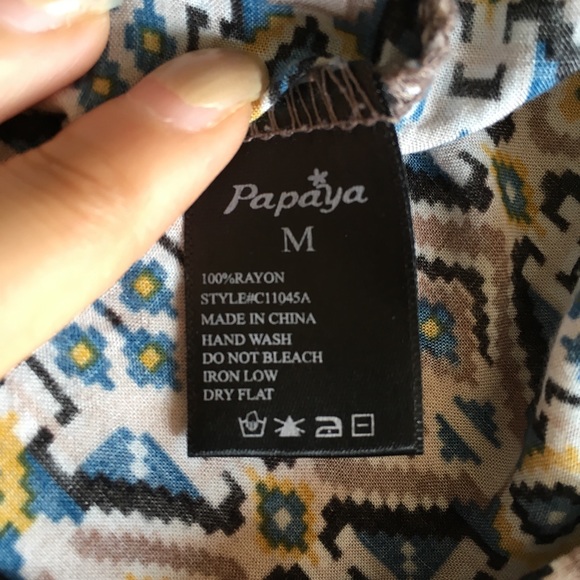 Papaya
M
100%RAYON
STYLE#C11045A
MADE IN CHINA
HAND WASH
DO NOT BLEACH
IRON LOW
DRY FLAT